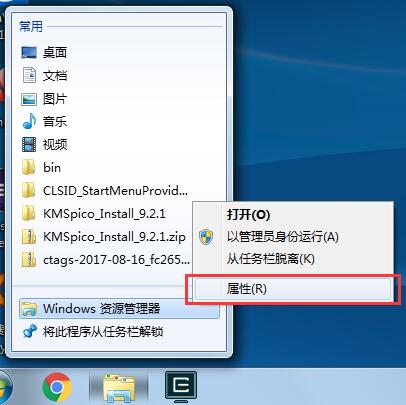 常用
桌面
文档
图片
音乐
视频
bin
CLSID_StartMenuProvid...
KMSpico_Install_9.2.1
KMSpico_Install_9.2.1.zip
ctags-2017-08-16_fc265...
Windows 资源管理器
将此程序从任务栏解锁
打开(O)
以管理员身份运行(A)
从任务栏脱离(K)
属性(R)